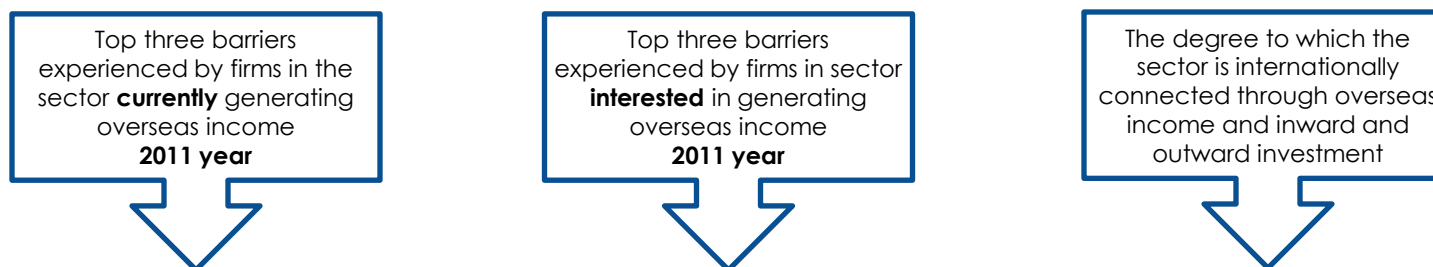 Top three barriers
experienced by firms in the
sector currently generating
overseas income
2011 year
Top three barriers
experienced by firms in sector
interested in generating
overseas income
2011 year
The degree to which the
sector is internationally
connected through overseas
income and inward and
outward investment